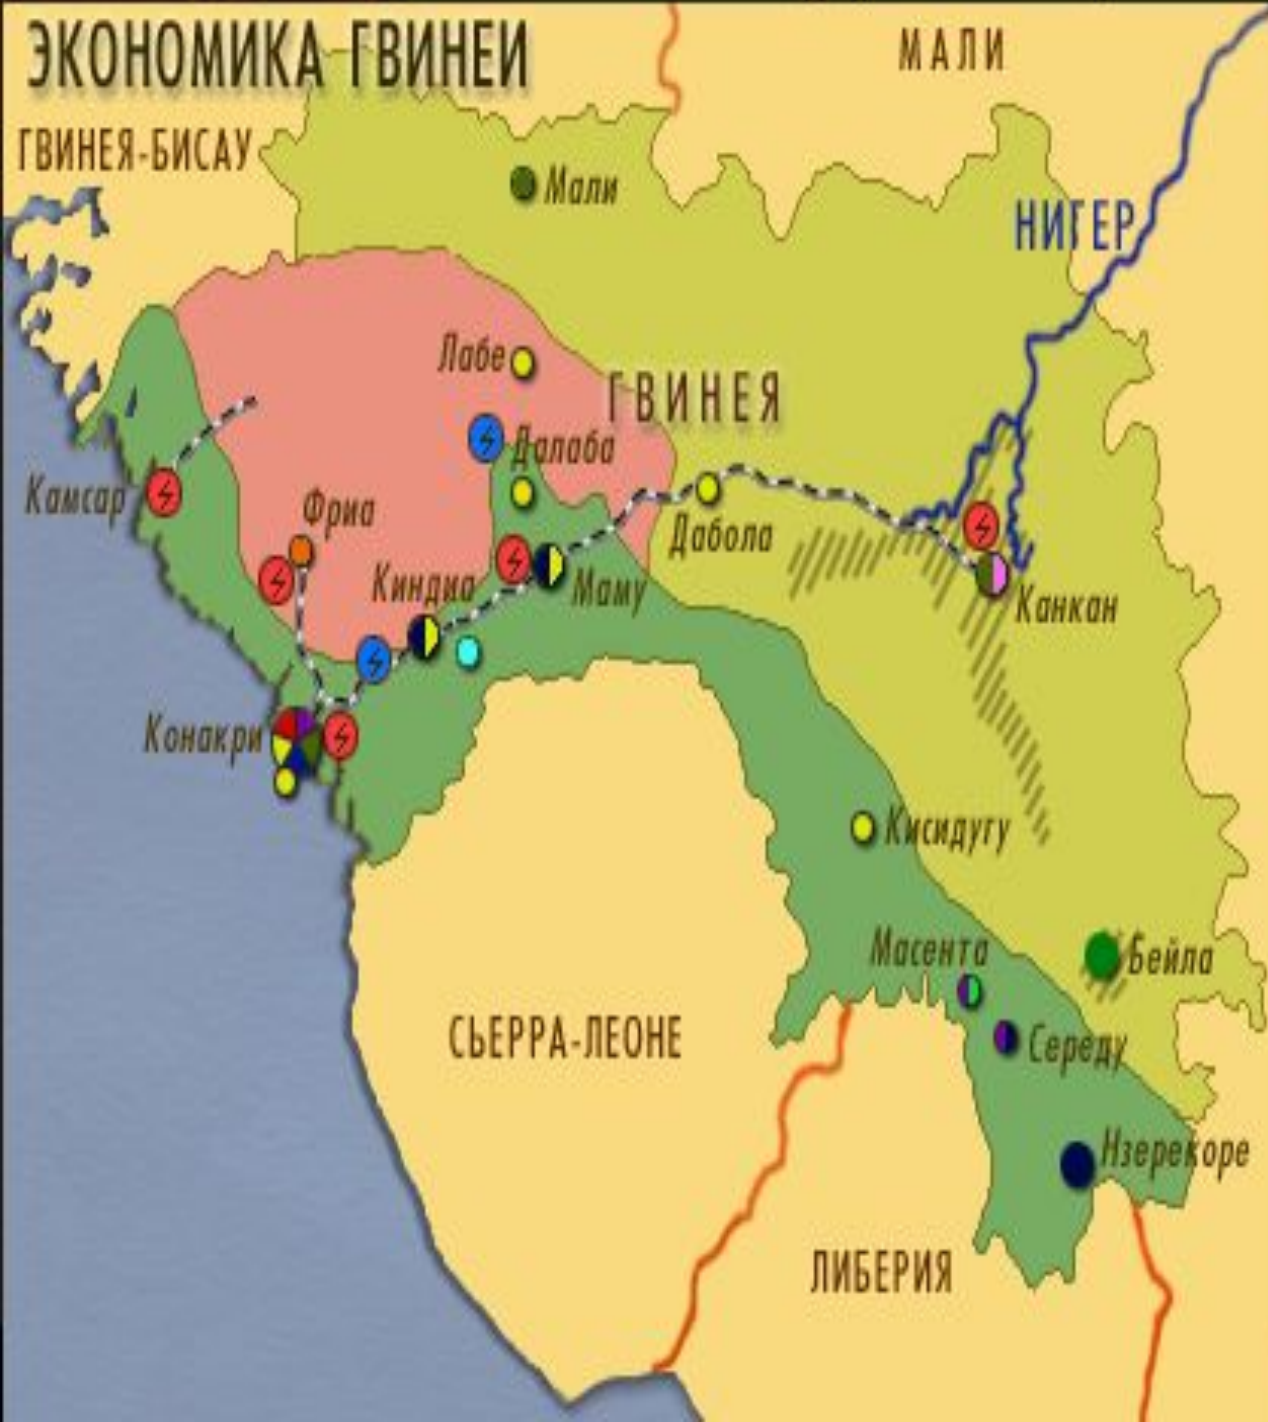 ЭКОНОМИКА ГВИНЕИ
МАЛИ
ГВИНЕЯ-БИСАУ
Мали
НИГЕР
Лабе
ГВИНЕЯ
Далаба
Камсар
Фриа
Дабола
Киндиа
Маму
Канкан
Конакри
Кисидугу
Масента
Бейла
СЬЕРРА-ЛЕОНЕ
Середу
Нзерекоре
ЛИБЕРИЯ